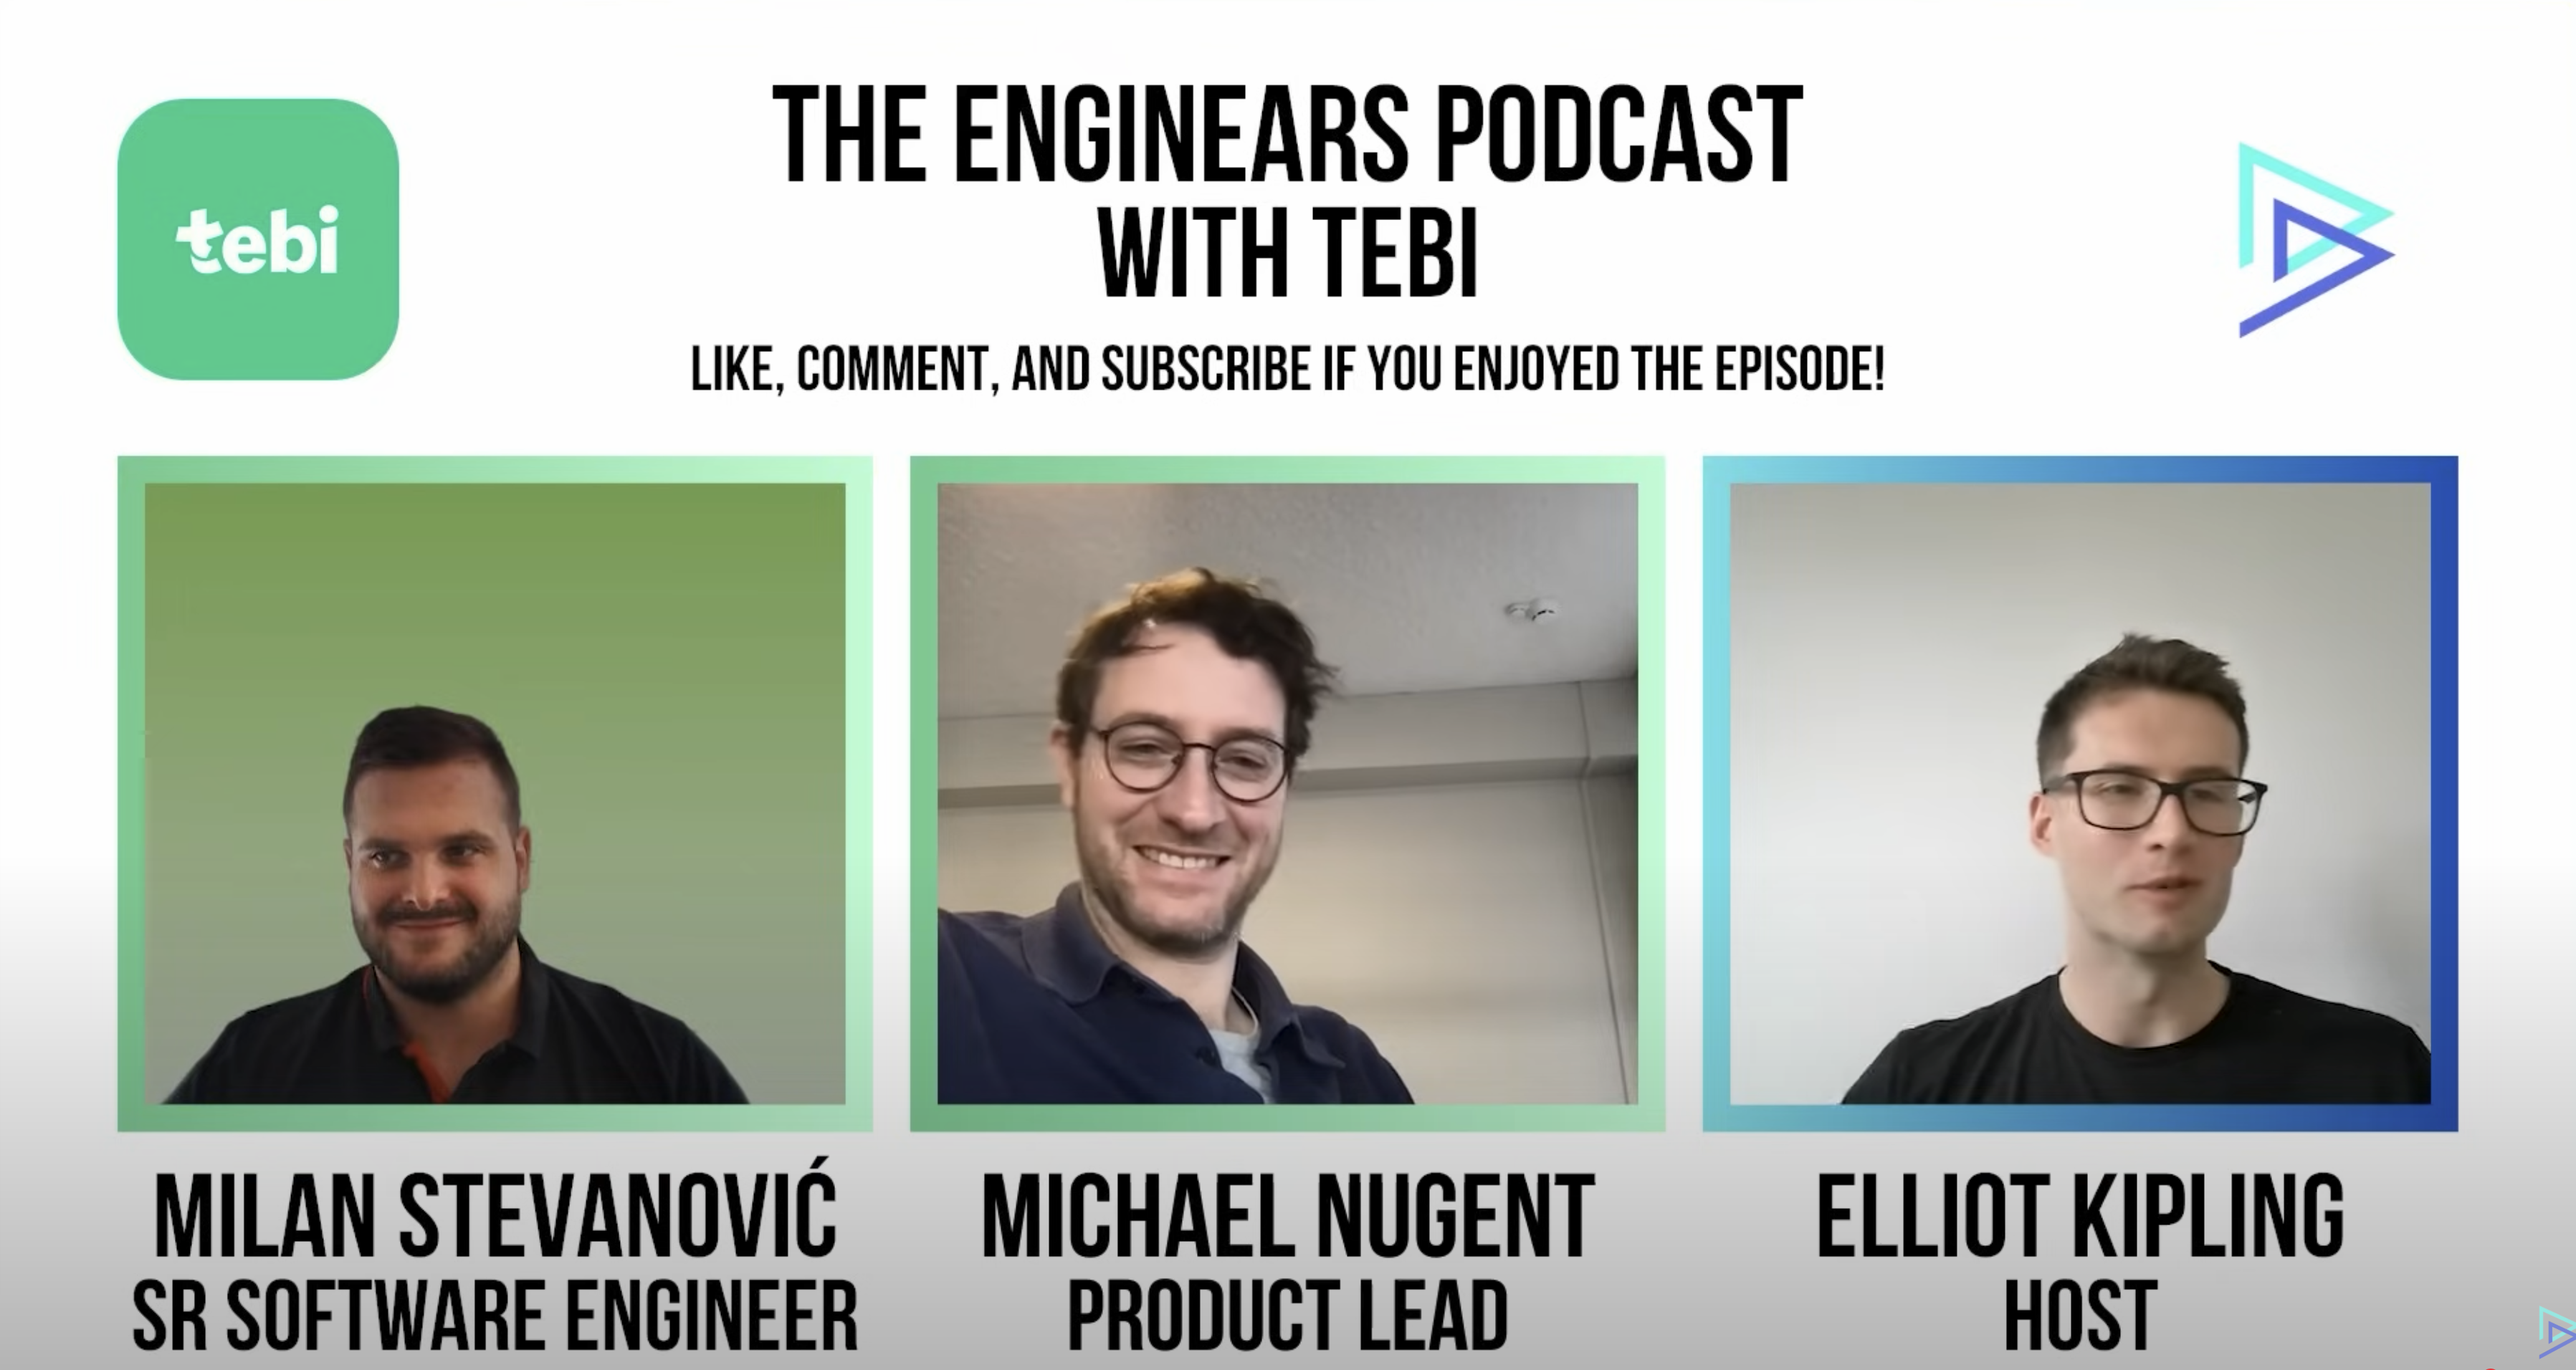 tebi
THE ENGINEARS PODCAST
WITH TEBI
LIKE, COMMENT, AND SUBSCRIBE IF YOU ENJOYED THE EPISODE!
MILAN STEVANOVIĆ
SR SOFTWARE ENGINEER
MICHAEL NUGENT
PRODUCT LEAD
ELLIOT KIPLING
HOST